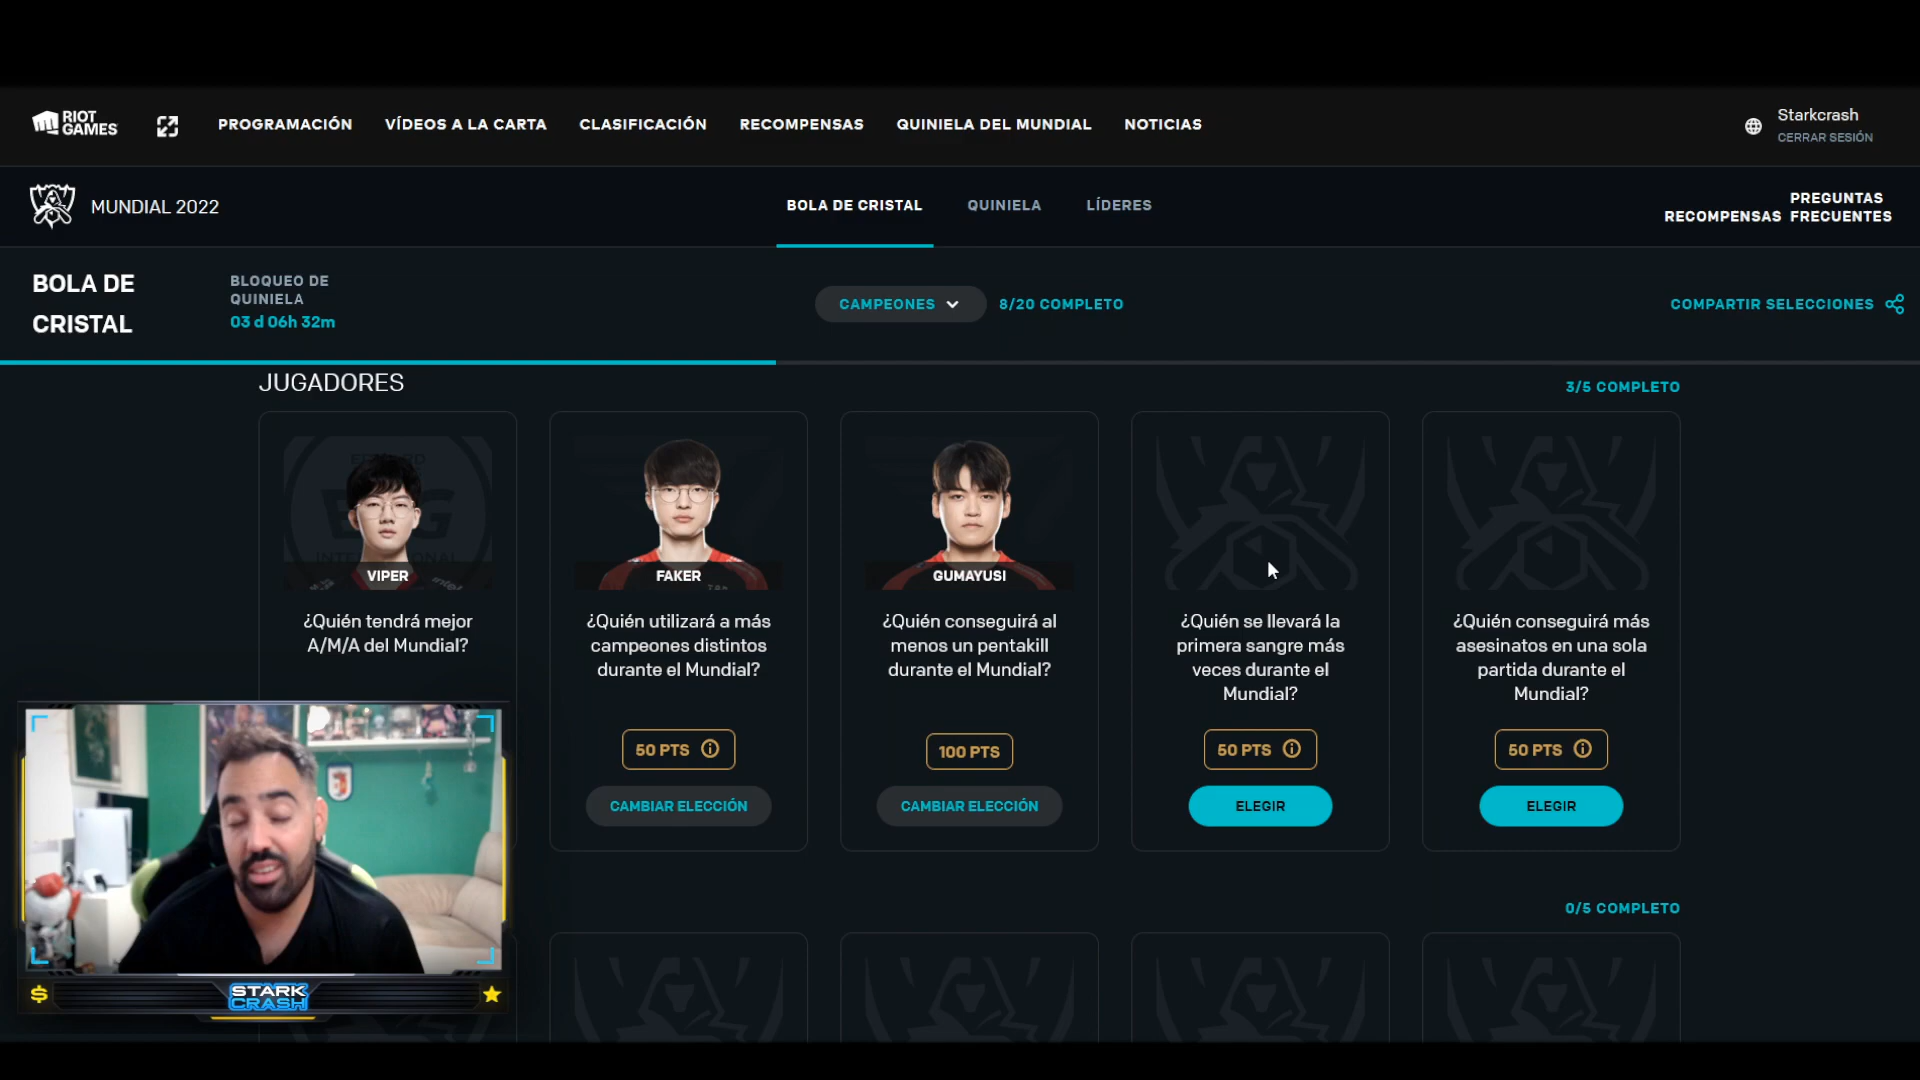 RIOT
GAMES
PROGRAMACIÓN
VÍDEOS A LA CARTA
CLASIFICACIÓN
RECOMPENSAS
QUINIELA DEL MUNDIAL
NOTICIAS
Starkcrash
CERRAR SESIÓN
MUNDIAL 2022
BOLA DE CRISTAL
QUINIELA
LÍDERES
RECOMPENSAS
PREGUNTAS
FRECUENTES
BOLA DE
CRISTAL
BLOQUEO DE
QUINIELA
03 d 06h 32m
CAMPEONES
8/20 COMPLETO
COMPARTIR SELECCIONES
JUGADORES
3/5 COMPLETO
VIPER
¿Quién tendrá mejor
A/M/A del Mundial?
FAKER
¿Quién utilizará a más
campeones distintos
durante el Mundial?
50 PTS
CAMBIAR ELECCIÓN
GUMAYUSI
¿Quién conseguirá al
menos un pentakill
durante el Mundial?
100 PTS
CAMBIAR ELECCIÓN
¿Quién se llevará la
primera sangre más
veces durante el
Mundial?
50 PTS
ELEGIR
¿Quién conseguirá más
asesinatos en una sola
partida durante el
Mundial?
50 PTS
ELEGIR
0/5 COMPLETO
STARK
CRASH